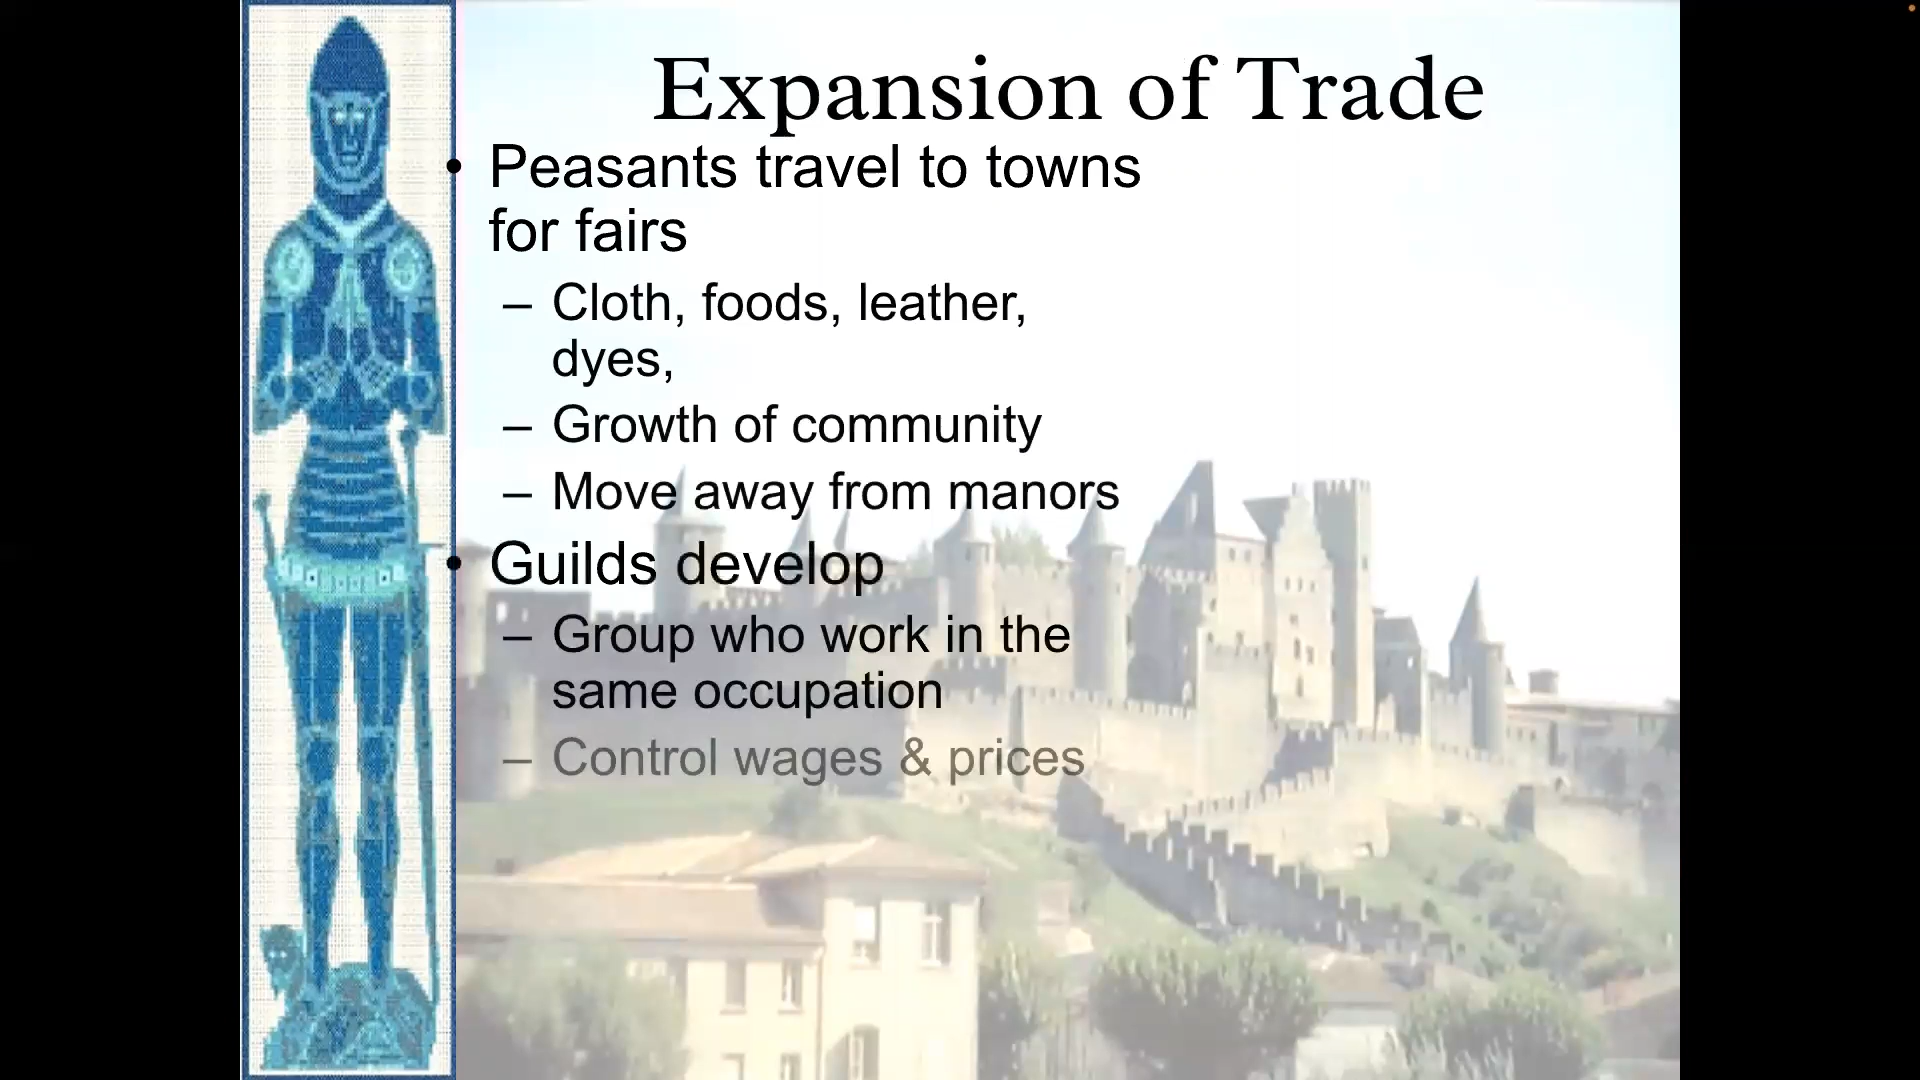 Expansion of Trade
• Peasants travel to towns
for fairs
– Cloth, foods, leather,
dyes,
– Growth of community
– Move away from manors
• Guilds develop
– Group who work in the
same occupation
– Control wages & prices